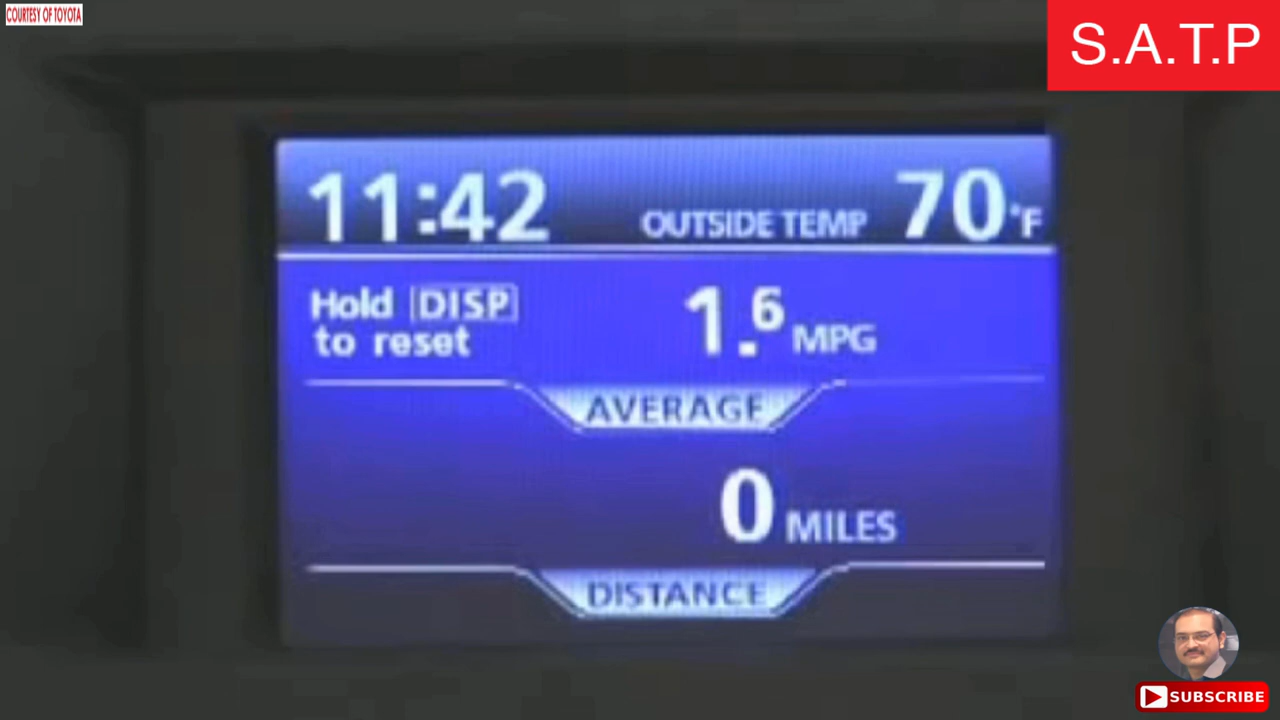 COURTESY OF TOYOTA
S.A.T.P
11:42 OUTSIDE TEMP 70°F
Hold DISP
to reset
1.6 MPG
AVERAGE
0 MILES
DISTANCE
SUBSCRIBE